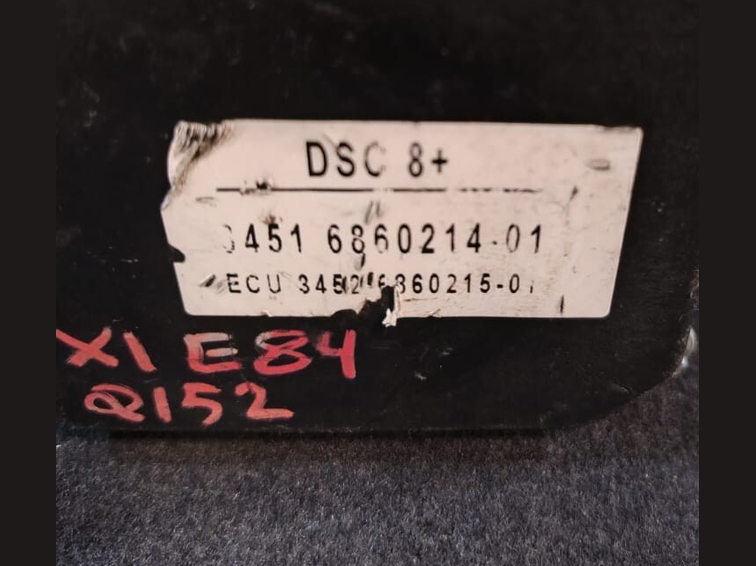 DSC 8+
3451 6860214-01
ECU 3452 6860215-01
X1 E84
Q152